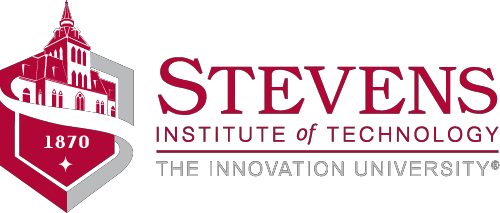 1870
STEVENS
INSTITUTE of TECHNOLOGY
THE INNOVATION UNIVERSITY®